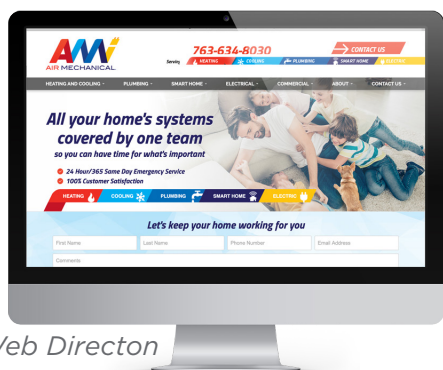 AMi
AIR MECHANICAL
763-634-8030
CONTACT US
Serving
HEATING
COOLING
PLUMBING
SMART HOME
ELECTRIC
HEATING AND COOLING
PLUMBING
SMART HOME
ELECTRICAL
COMMERCIAL
ABOUT
CONTACT US
All your home's systems
covered by one team
so you can have time for what's important
24 Hour/365 Same Day Emergency Service
100% Customer Satisfaction
HEATING
COOLING
PLUMBING
SMART HOME
ELECTRIC
Let's keep your home working for you
First Name
Last Name
Phone Number
Email Address
Comments
Web Directon